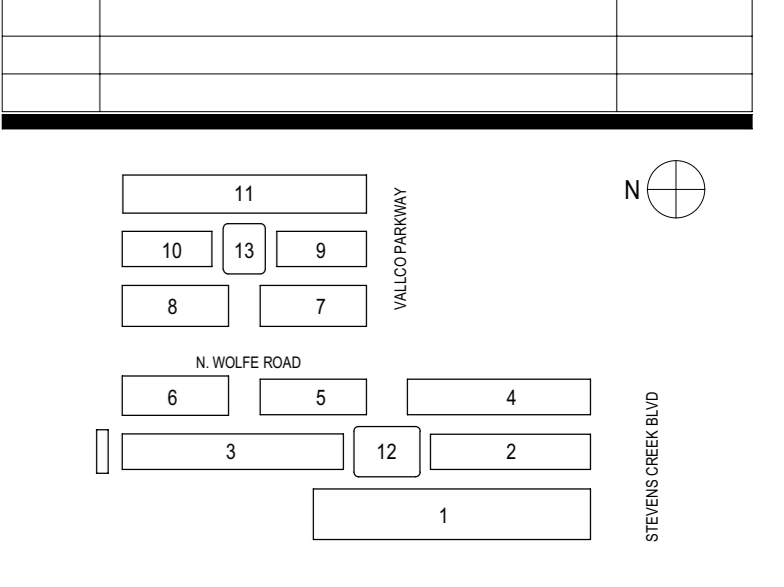 11
N
10 13 9
VALLCO PARKWAY
8 7
N. WOLFE ROAD
6 5 4
3 12 2
STEVENS CREEK BLVD
1